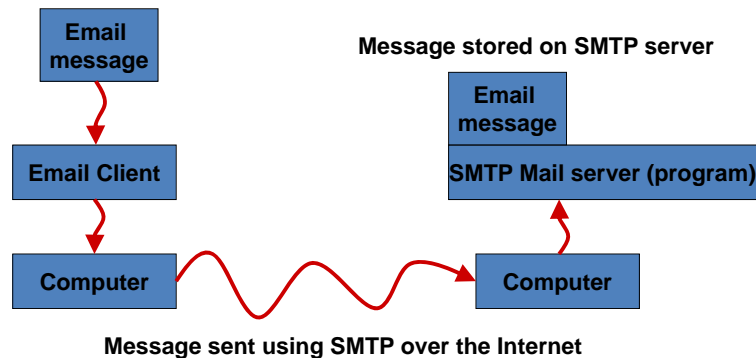 Email
message
Message stored on SMTP server
Email
message
Email Client
SMTP Mail server (program)
Computer
Computer
Message sent using SMTP over the Internet